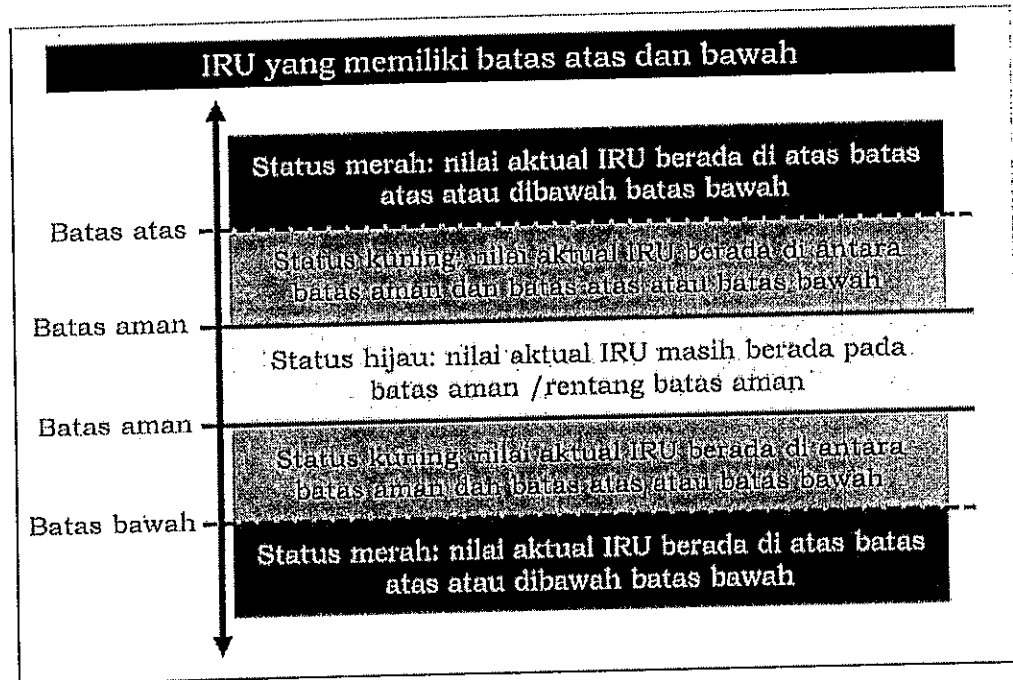 IRU yang memiliki batas atas dan bawah
Status merah: nilai aktual IRU berada di atas batas
atas atau dibawah batas bawah
Batas atas
Status kuning: nilai aktual IRU berada di antara
batas aman dan batas atas atau batas bawah
Batas aman
Status hijau: nilai aktual IRU masih berada pada
batas aman /rentang batas aman
Batas aman
Status kuning: nilai aktual IRU berada di antara
batas aman dan batas atas atau batas bawah
Batas bawah
Status merah: nilai aktual IRU berada di atas batas
atas atau dibawah batas bawah